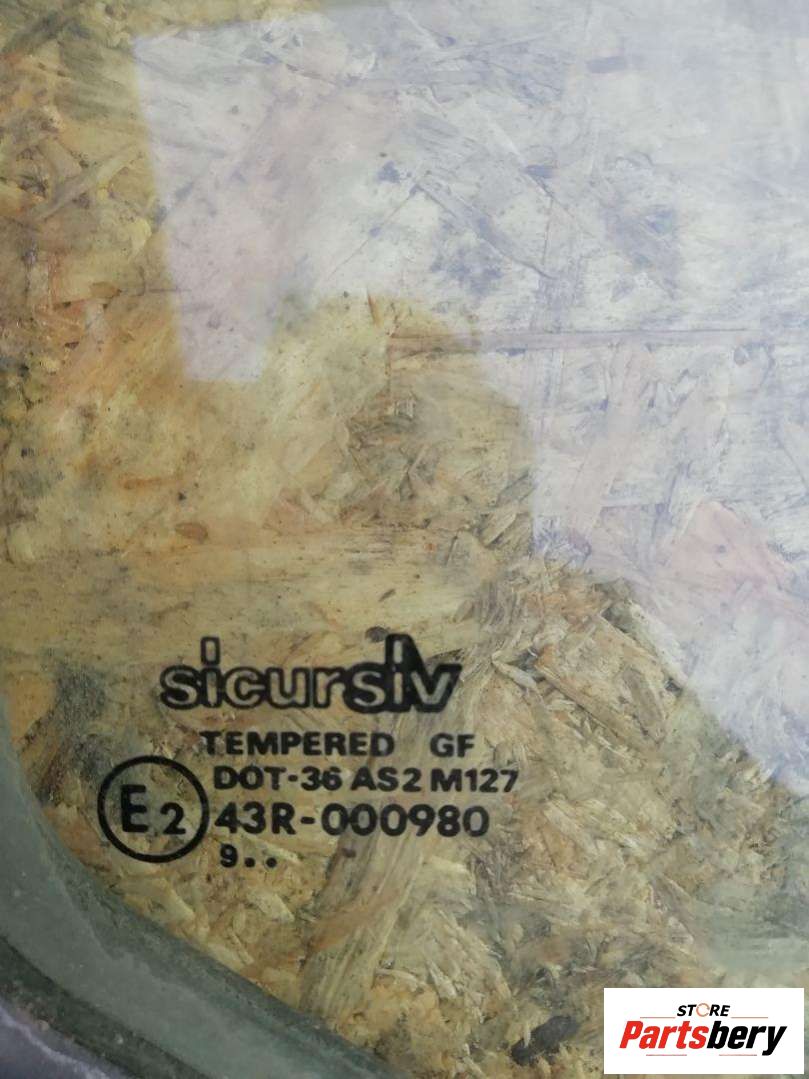 sicursiv
TEMPERED GF
DOT-36 AS2 M127
E2 43R-000980
9..
STORE
Partsbery